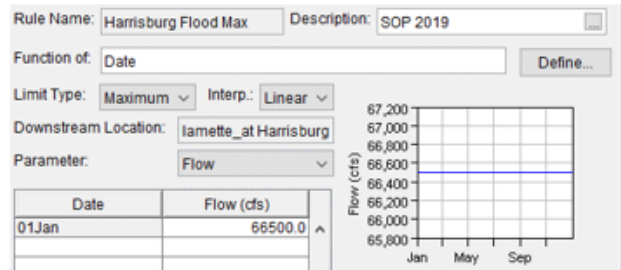 Rule Name: Harrisburg Flood Max Description: SOP 2019 ...
Function of: Date Define...
Limit Type: Maximum Interp.: Linear
Downstream Location: lamette_at Harrisburg
Parameter: Flow
Date Flow (cfs)
01Jan 66500.0
67,200
67,000
66,800
66,600
66,400
66,200
66,000
65,800
Flow (cfs)
Jan May Sep